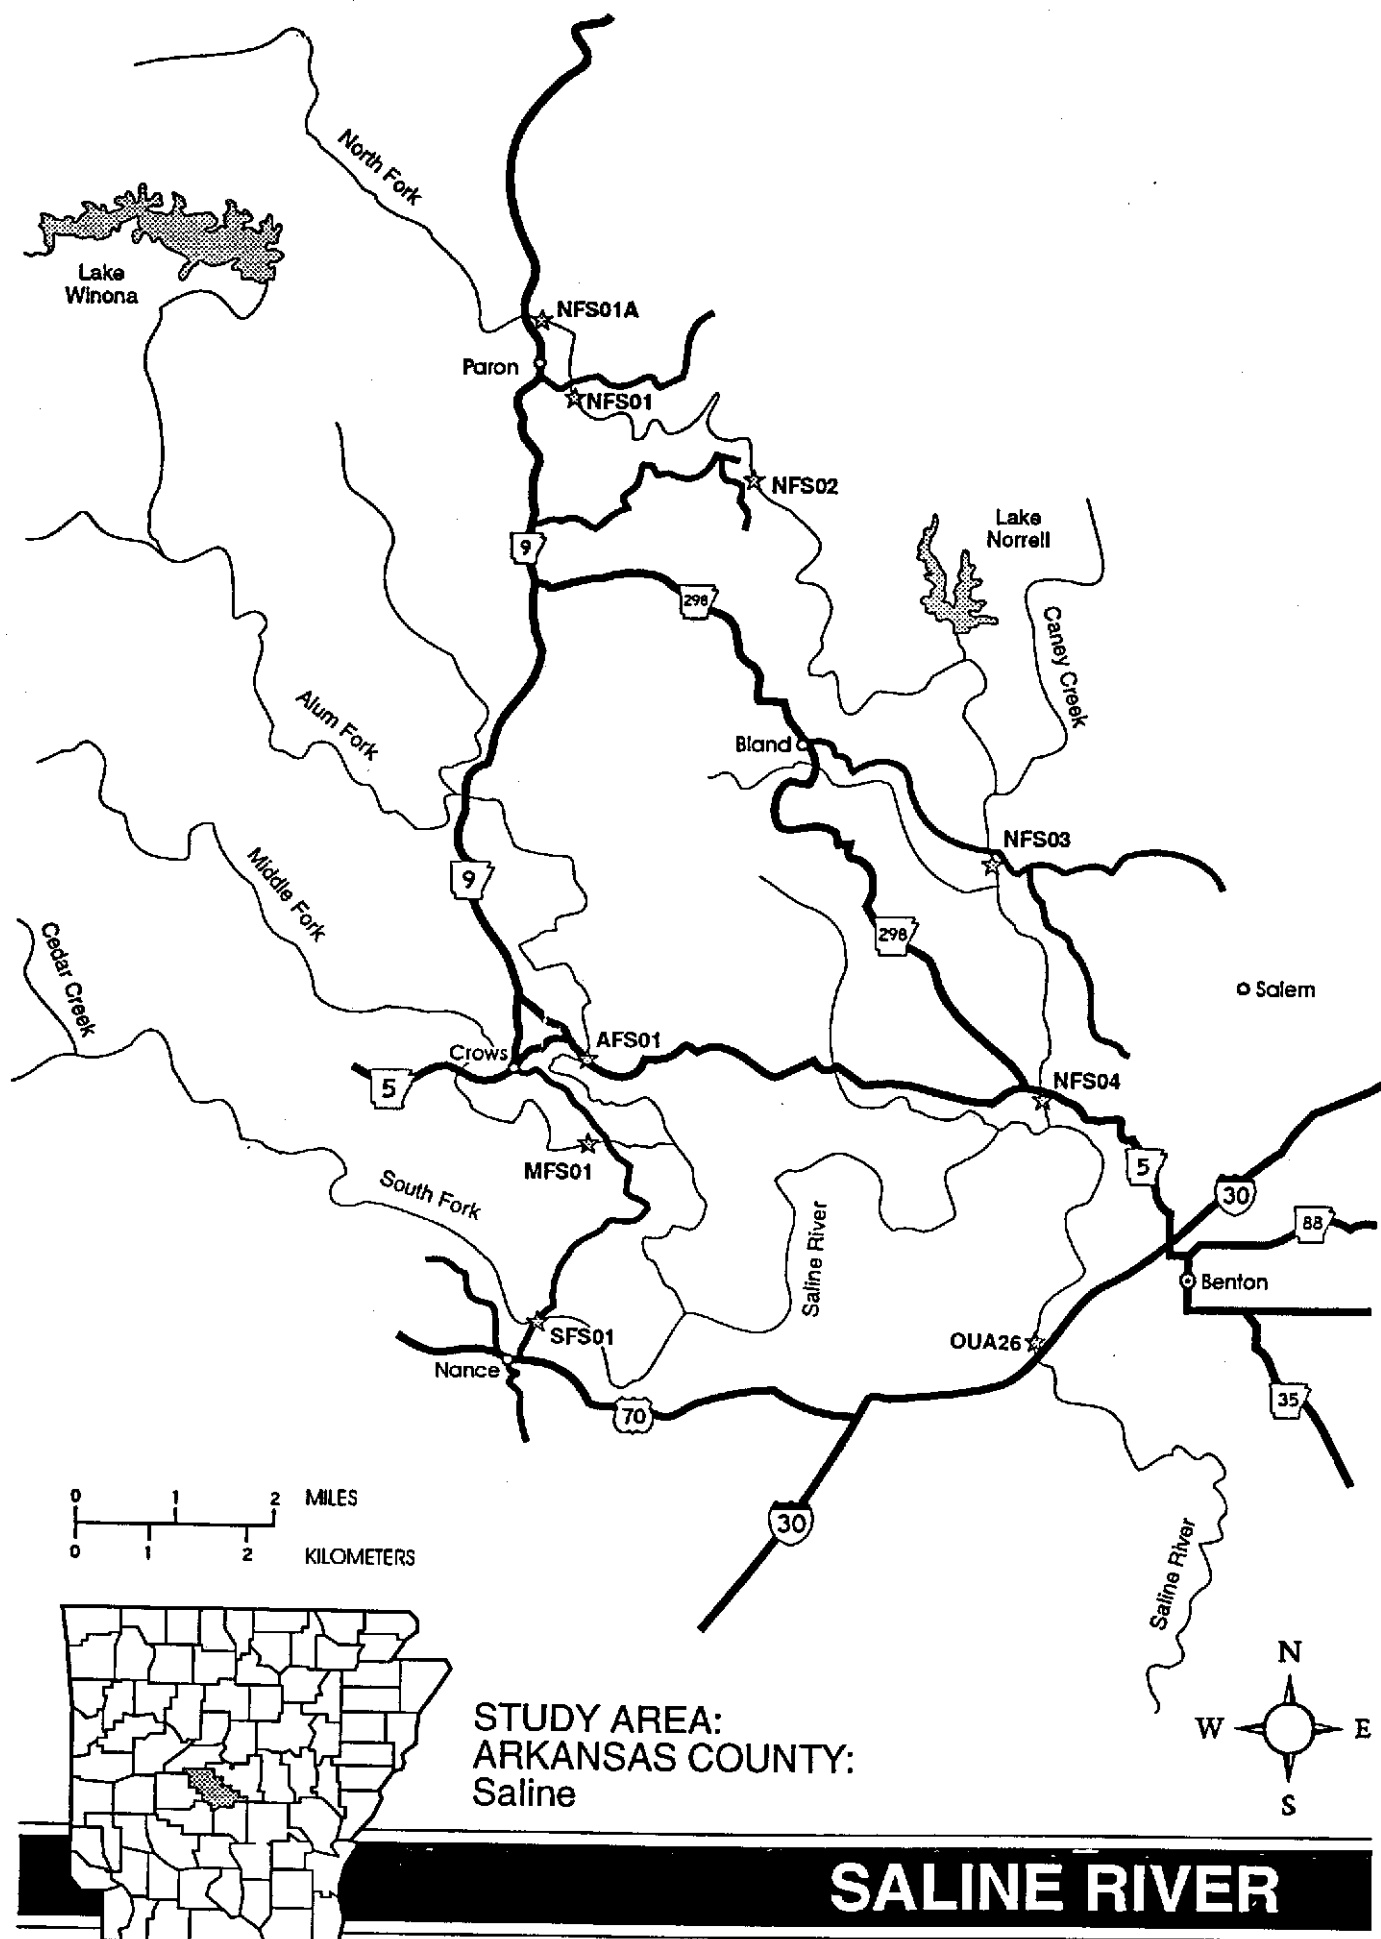 North Fork
Lake
Winona
NFS01A
Paron
NFS01
NFS02
9
Lake
Norrell
298
Caney Creek
Alum Fork
Bland
NFS03
Middle Fork
9
298
Cedar Creek
Salem
AFS01
Crows
5
NFS04
MFS01
5
30
South Fork
88
Saline River
Benton
SFS01
OUA26
Nance
70
35
0 1 2 MILES
0 1 2 KILOMETERS
30
Saline River
N
W E
S
STUDY AREA:
ARKANSAS COUNTY:
Saline
SALINE RIVER